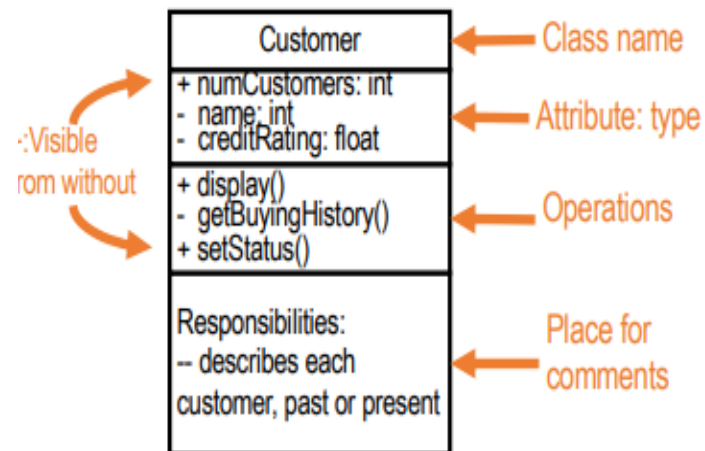 Customer
Class name
+ numCustomers: int
- name: int
- creditRating: float
Attribute: type
:Visible
rom without
+ display()
- getBuyingHistory()
+ setStatus()
Operations
Responsibilities:
-- describes each
customer, past or present
Place for
comments